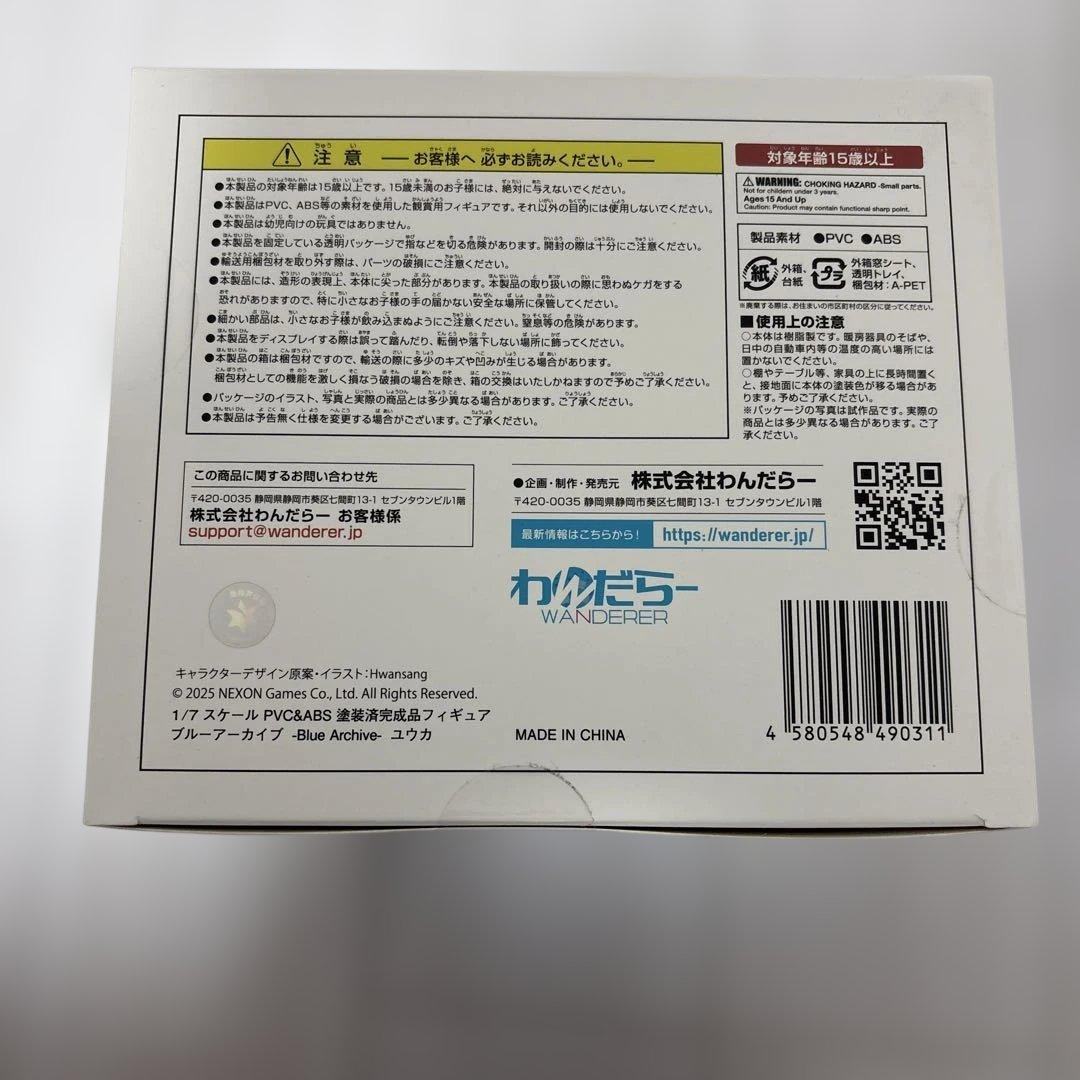 ⚠ 注意 ― お客様へ 必ずお読みください。―
●本製品の対象年齢は15歳以上です。15歳未満のお子様には、絶対に与えないでください。
●本製品はPVC、ABS等の素材を使用した観賞用フィギュアです。それ以外の目的には使用しないでください。
●本製品は幼児向けの玩具ではありません。
●本製品を固定している透明パッケージで指などを切る危険があります。開封の際は十分にご注意ください。
●輸送用梱包材を取り外す際は、パーツの破損にご注意ください。
●本製品には、造形の表現上、本体に尖った部分があります。本製品の取り扱いの際に思わぬケガをする
恐れがありますので、特に小さなお子様の手の届かない安全な場所に保管してください。
●細かい部品は、小さなお子様が飲み込まぬようにご注意ください。窒息等の危険があります。
●本製品をディスプレイする際は誤って踏んだり、転倒や落下しない場所に飾ってください。
●本製品の箱は梱包材ですので、輸送の際に多少のキズや凹みが生じる場合があります。
梱包材としての機能を激しく損なう破損の場合を除き、箱の交換はいたしかねますので予めご了承ください。
●パッケージのイラスト、写真と実際の商品とは多少異なる場合があります。ご了承ください。
●本製品は予告無く仕様を変更する場合がございます。ご了承ください。
対象年齢15歳以上
⚠WARNING: CHOKING HAZARD -Small parts.
Not for children under 3 years.
Ages 15 And Up
Caution: Product may contain functional sharp point.
製品素材 ●PVC ●ABS
紙 外箱、台紙
プラ 外箱窓シート、透明トレイ、梱包材：A-PET
※廃棄する際は、お住まいの市区町村の区分に従ってください。
■使用上の注意
○本体は樹脂製です。暖房器具のそばや、
日中の自動車内等の温度の高い場所には
置かないでください。
○棚やテーブル等、家具の上に長時間置く
と、接地面に本体の塗装色が移る場合があ
ります。予めご了承ください。
※パッケージの写真は試作品です。実際の
商品とは多少異なる場合があります。ご了
承ください。
この商品に関するお問い合わせ先
〒420-0035 静岡県静岡市葵区七間町13-1 セブンタウンビル1階
株式会社わんだらー お客様係
support@wanderer.jp
●企画・制作・発売元 株式会社わんだらー
〒420-0035 静岡県静岡市葵区七間町13-1 セブンタウンビル1階
最新情報はこちらから！ https://wanderer.jp/
わんだらー
WANDERER
キャラクターデザイン原案・イラスト：Hwansang
© 2025 NEXON Games Co., Ltd. All Rights Reserved.
1/7 スケール PVC&ABS 塗装済完成品フィギュア
ブルーアーカイブ -Blue Archive- ユウカ
MADE IN CHINA
4 580548 490311